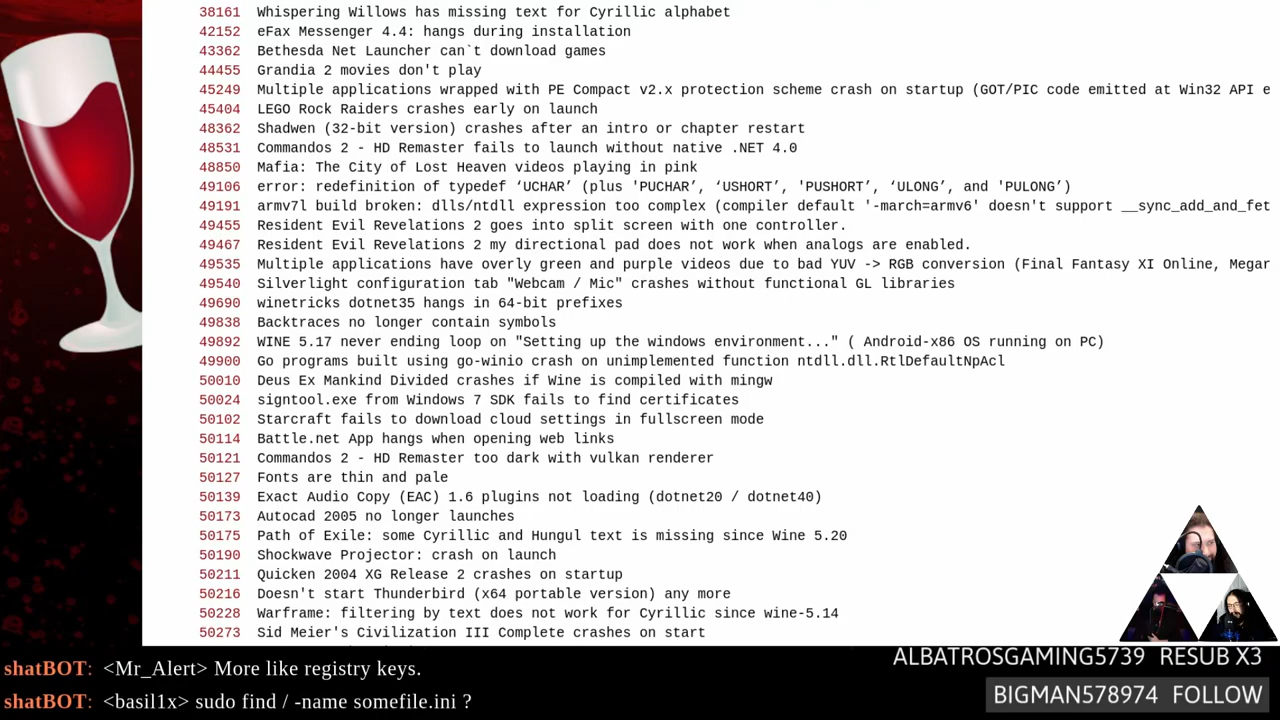 38161 Whispering Willows has missing text for Cyrillic alphabet
42152 eFax Messenger 4.4: hangs during installation
43362 Bethesda Net Launcher can`t download games
44455 Grandia 2 movies don't play
45249 Multiple applications wrapped with PE Compact v2.x protection scheme crash on startup (GOT/PIC code emitted at Win32 API e
45404 LEGO Rock Raiders crashes early on launch
48362 Shadwen (32-bit version) crashes after an intro or chapter restart
48531 Commandos 2 - HD Remaster fails to launch without native .NET 4.0
48850 Mafia: The City of Lost Heaven videos playing in pink
49106 error: redefinition of typedef ‘UCHAR’ (plus 'PUCHAR’, ‘USHORT’, 'PUSHORT’, ‘ULONG’, and 'PULONG’)
49191 armv7l build broken: dlls/ntdll expression too complex (compiler default '-march=armv6' doesn't support __sync_add_and_fet
49455 Resident Evil Revelations 2 goes into split screen with one controller.
49467 Resident Evil Revelations 2 my directional pad does not work when analogs are enabled.
49535 Multiple applications have overly green and purple videos due to bad YUV -> RGB conversion (Final Fantasy XI Online, Megar
49540 Silverlight configuration tab "Webcam / Mic" crashes without functional GL libraries
49690 winetricks dotnet35 hangs in 64-bit prefixes
49838 Backtraces no longer contain symbols
49892 WINE 5.17 never ending loop on "Setting up the windows environment..." ( Android-x86 OS running on PC)
49900 Go programs built using go-winio crash on unimplemented function ntdll.dll.RtlDefaultNpAcl
50010 Deus Ex Mankind Divided crashes if Wine is compiled with mingw
50024 signtool.exe from Windows 7 SDK fails to find certificates
50102 Starcraft fails to download cloud settings in fullscreen mode
50114 Battle.net App hangs when opening web links
50121 Commandos 2 - HD Remaster too dark with vulkan renderer
50127 Fonts are thin and pale
50139 Exact Audio Copy (EAC) 1.6 plugins not loading (dotnet20 / dotnet40)
50173 Autocad 2005 no longer launches
50175 Path of Exile: some Cyrillic and Hungul text is missing since Wine 5.20
50190 Shockwave Projector: crash on launch
50211 Quicken 2004 XG Release 2 crashes on startup
50216 Doesn't start Thunderbird (x64 portable version) any more
50228 Warframe: filtering by text does not work for Cyrillic since wine-5.14
50273 Sid Meier's Civilization III Complete crashes on start
shatBOT: <Mr_Alert> More like registry keys.
shatBOT: <basil1x> sudo find / -name somefile.ini ?
ALBATROSGAMING5739 RESUB X3
BIGMAN578974 FOLLOW